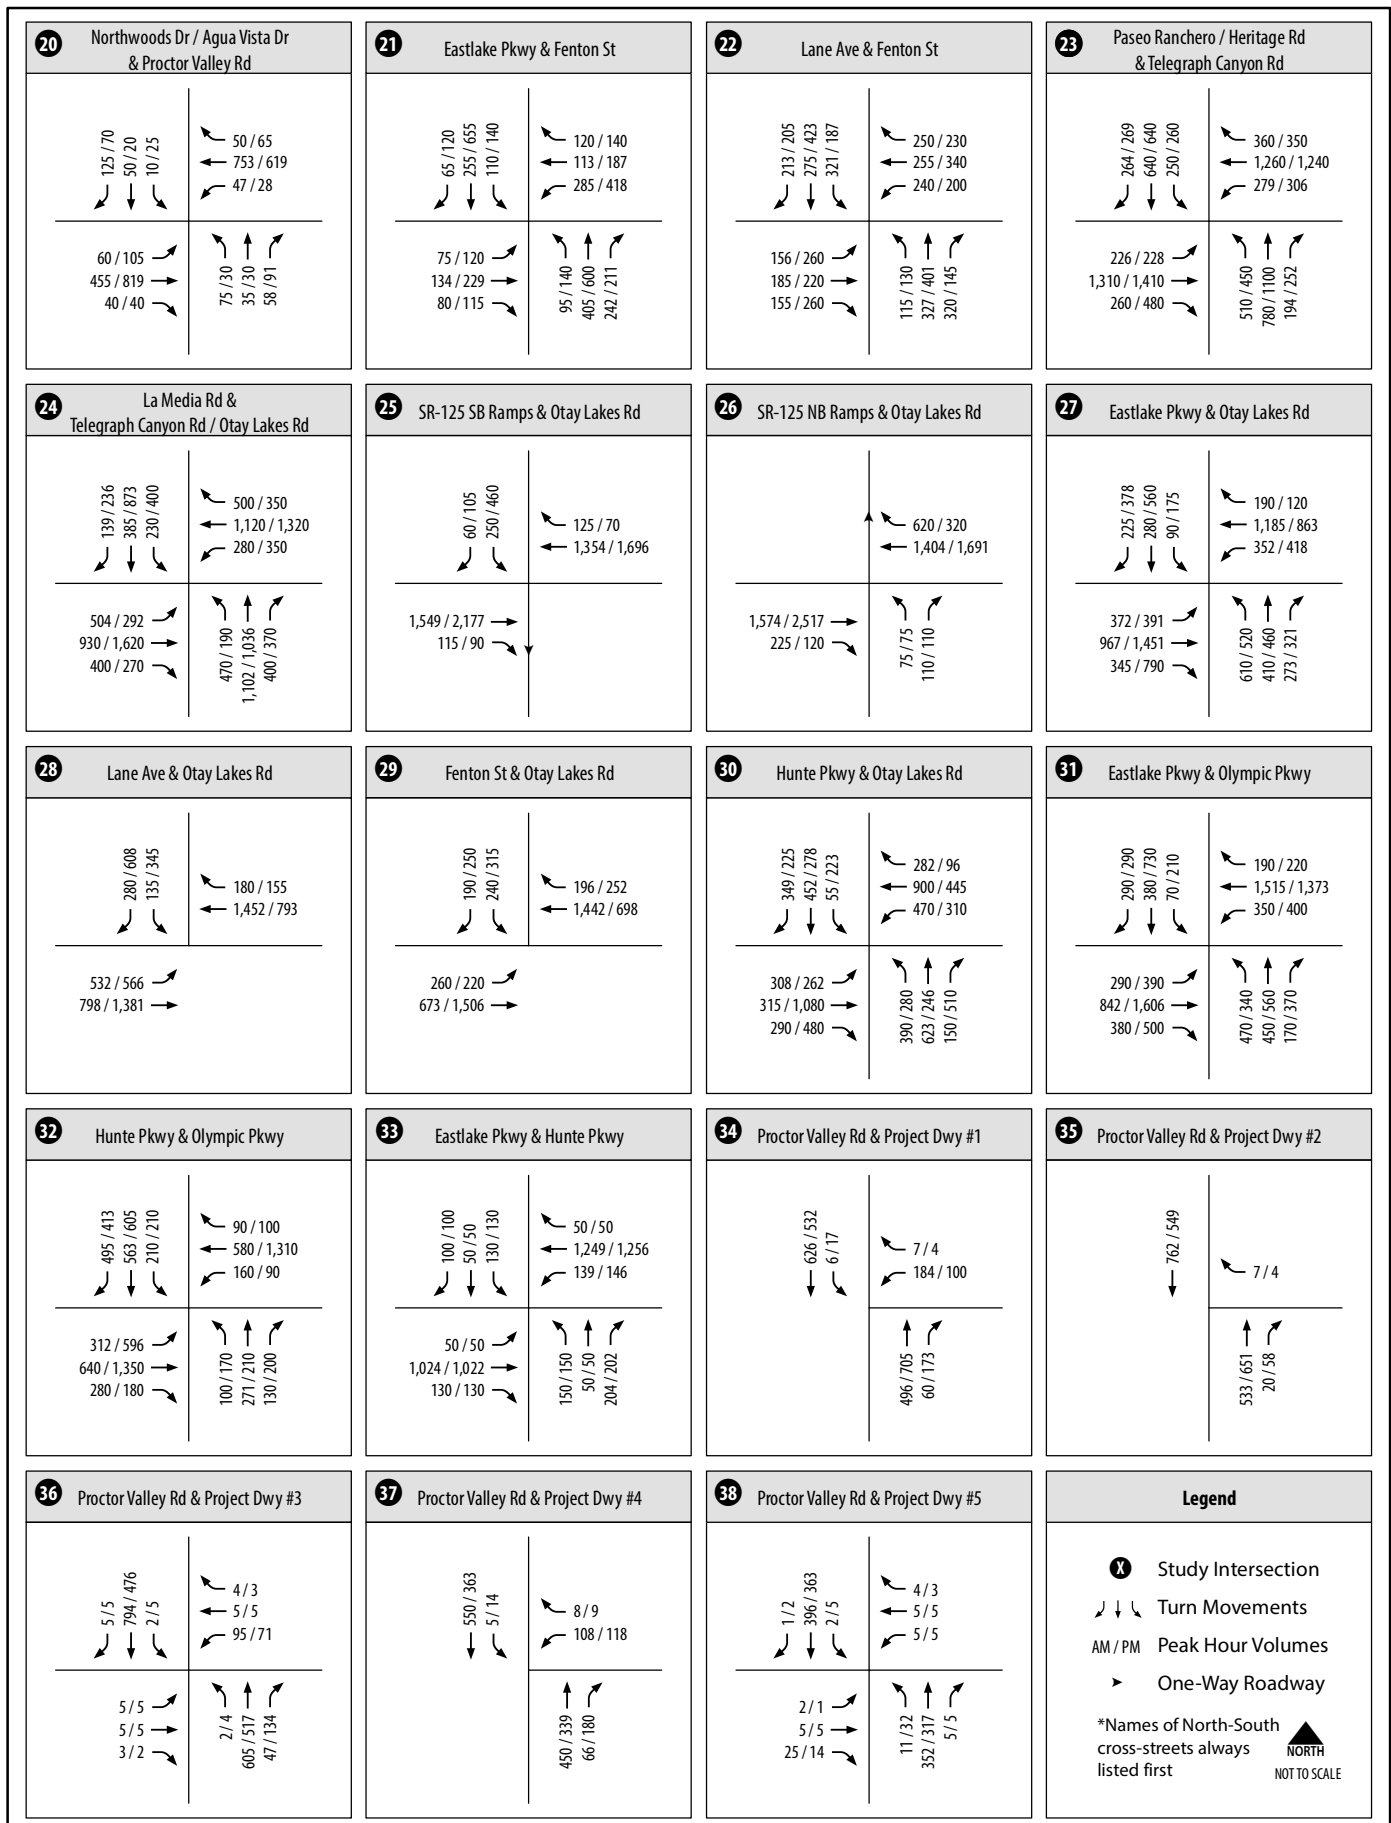 20
Northwoods Dr / Agua Vista Dr
& Proctor Valley Rd
125 / 70
50 / 20
10 / 25
50 / 65
753 / 619
47 / 28
60 / 105
455 / 819
40 / 40
75 / 30
35 / 30
58 / 91
21
Eastlake Pkwy & Fenton St
65 / 120
255 / 655
110 / 140
120 / 140
113 / 187
285 / 418
75 / 120
134 / 229
80 / 115
95 / 140
405 / 600
242 / 211
22
Lane Ave & Fenton St
213 / 205
275 / 423
321 / 187
250 / 230
255 / 340
240 / 200
156 / 260
185 / 220
155 / 260
115 / 130
327 / 401
320 / 145
23
Paseo Ranchero / Heritage Rd
& Telegraph Canyon Rd
264 / 269
640 / 640
250 / 260
360 / 350
1,260 / 1,240
279 / 306
226 / 228
1,310 / 1,410
260 / 480
510 / 450
780 / 1100
194 / 252
24
La Media Rd &
Telegraph Canyon Rd / Otay Lakes Rd
139 / 236
385 / 873
230 / 400
500 / 350
1,120 / 1,320
280 / 350
504 / 292
930 / 1,620
400 / 270
470 / 190
1,102 / 1,036
400 / 370
25
SR-125 SB Ramps & Otay Lakes Rd
60 / 105
250 / 460
125 / 70
1,354 / 1,696
1,549 / 2,177
115 / 90
26
SR-125 NB Ramps & Otay Lakes Rd
620 / 320
1,404 / 1,691
1,574 / 2,517
225 / 120
75 / 75
110 / 110
27
Eastlake Pkwy & Otay Lakes Rd
225 / 378
280 / 560
90 / 175
190 / 120
1,185 / 863
352 / 418
372 / 391
967 / 1,451
345 / 790
610 / 520
410 / 460
273 / 321
28
Lane Ave & Otay Lakes Rd
280 / 608
135 / 345
180 / 155
1,452 / 793
532 / 566
798 / 1,381
29
Fenton St & Otay Lakes Rd
190 / 250
240 / 315
196 / 252
1,442 / 698
260 / 220
673 / 1,506
30
Hunte Pkwy & Otay Lakes Rd
349 / 225
452 / 278
55 / 223
282 / 96
900 / 445
470 / 310
308 / 262
315 / 1,080
290 / 480
390 / 280
623 / 246
150 / 510
31
Eastlake Pkwy & Olympic Pkwy
290 / 290
380 / 730
70 / 210
190 / 220
1,515 / 1,373
350 / 400
290 / 390
842 / 1,606
380 / 500
470 / 340
450 / 560
170 / 370
32
Hunte Pkwy & Olympic Pkwy
495 / 413
563 / 605
210 / 210
90 / 100
580 / 1,310
160 / 90
312 / 596
640 / 1,350
280 / 180
100 / 170
271 / 210
130 / 200
33
Eastlake Pkwy & Hunte Pkwy
100 / 100
50 / 50
130 / 130
50 / 50
1,249 / 1,256
139 / 146
50 / 50
1,024 / 1,022
130 / 130
150 / 150
50 / 50
204 / 202
34
Proctor Valley Rd & Project Dwy #1
626 / 532
6 / 17
7 / 4
184 / 100
496 / 705
60 / 173
35
Proctor Valley Rd & Project Dwy #2
762 / 549
7 / 4
533 / 651
20 / 58
36
Proctor Valley Rd & Project Dwy #3
5 / 5
794 / 476
2 / 5
4 / 3
5 / 5
95 / 71
5 / 5
5 / 5
3 / 2
2 / 4
605 / 517
47 / 134
37
Proctor Valley Rd & Project Dwy #4
550 / 363
5 / 14
8 / 9
108 / 118
450 / 339
66 / 180
38
Proctor Valley Rd & Project Dwy #5
1 / 2
396 / 363
2 / 5
4 / 3
5 / 5
5 / 5
2 / 1
5 / 5
25 / 14
11 / 32
352 / 317
5 / 5
Legend
X Study Intersection
Turn Movements
AM / PM Peak Hour Volumes
One-Way Roadway
*Names of North-South
cross-streets always
listed first
NORTH
NOT TO SCALE